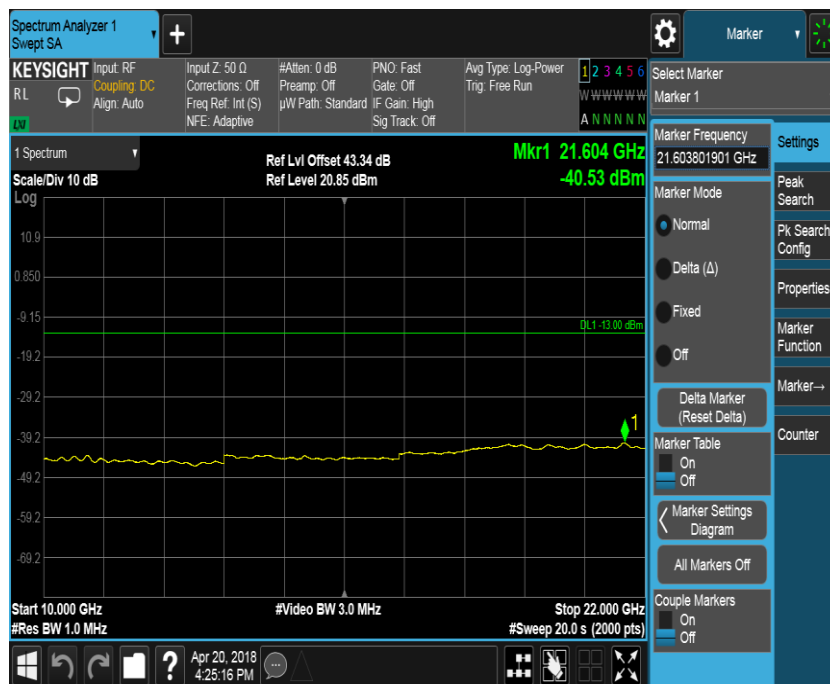 Spectrum Analyzer 1
Swept SA
+
Marker
KEYSIGHT
RL
LXI
Input: RF
Coupling: DC
Align: Auto
Input Z: 50 Ω
Corrections: Off
Freq Ref: Int (S)
NFE: Adaptive
#Atten: 0 dB
Preamp: Off
µW Path: Standard
PNO: Fast
Gate: Off
IF Gain: High
Sig Track: Off
Avg Type: Log-Power
Trig: Free Run
1 2 3 4 5 6
W W W W W W
A N N N N N
Select Marker
Marker 1
1 Spectrum
Scale/Div 10 dB
Log
Ref Lvl Offset 43.34 dB
Ref Level 20.85 dBm
Mkr1 21.604 GHz
-40.53 dBm
10.9
0.850
-9.15
-19.2
-29.2
-39.2
-49.2
-59.2
-69.2
DL1 -13.00 dBm
1
Start 10.000 GHz
#Res BW 1.0 MHz
#Video BW 3.0 MHz
Stop 22.000 GHz
#Sweep 20.0 s (2000 pts)
Marker Frequency
21.603801901 GHz
Marker Mode
Normal
Delta (Δ)
Fixed
Off
Delta Marker
(Reset Delta)
Marker Table
On
Off
Marker Settings
Diagram
All Markers Off
Couple Markers
On
Off
Settings
Peak
Search
Pk Search
Config
Properties
Marker
Function
Marker→
Counter
?
Apr 20, 2018
4:25:16 PM